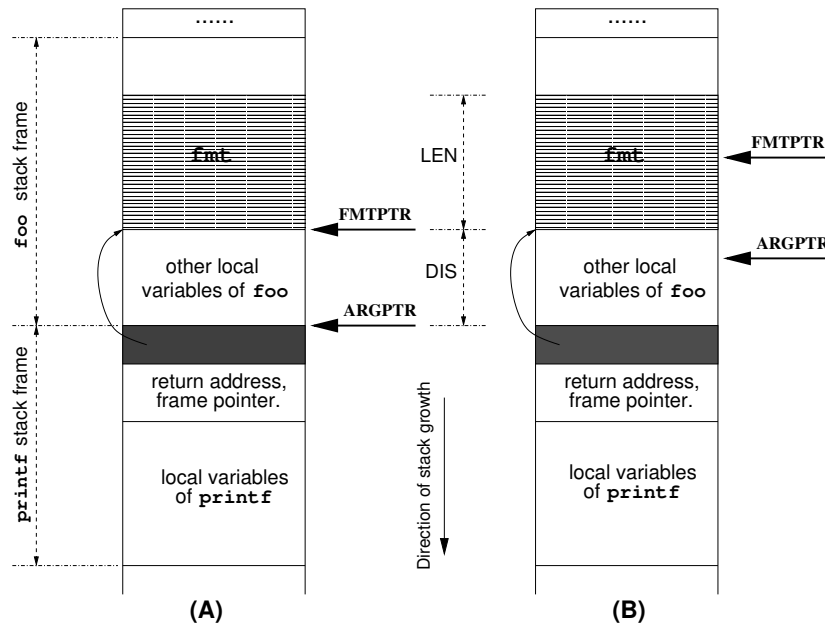 ......
fmt
FMTPTR
other local
variables of foo
ARGPTR
return address,
frame pointer.
local variables
of printf
foo stack frame
printf stack frame
(A)
LEN
DIS
Direction of stack growth
......
fmt
FMTPTR
ARGPTR
other local
variables of foo
return address,
frame pointer.
local variables
of printf
(B)